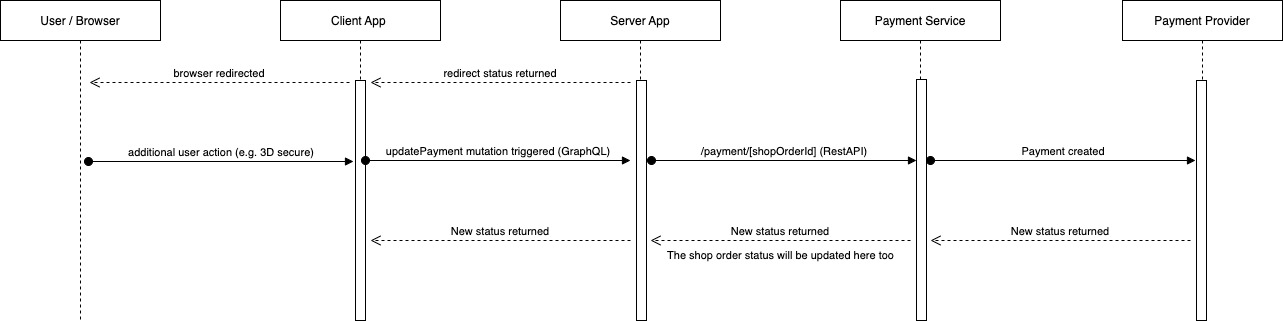 User / Browser
Client App
Server App
Payment Service
Payment Provider
browser redirected
redirect status returned
additional user action (e.g. 3D secure)
updatePayment mutation triggered (GraphQL)
/payment/[shopOrderId] (RestAPI)
Payment created
New status returned
New status returned
New status returned
The shop order status will be updated here too